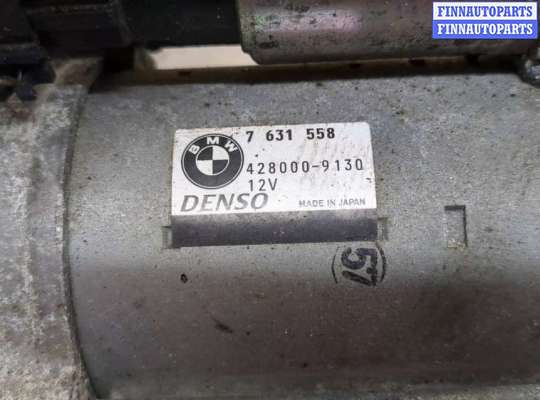 FINNAUTOPARTS
FINNAUTOPARTS
BMW
7 631 558
428000-9130
12V
DENSO MADE IN JAPAN
57